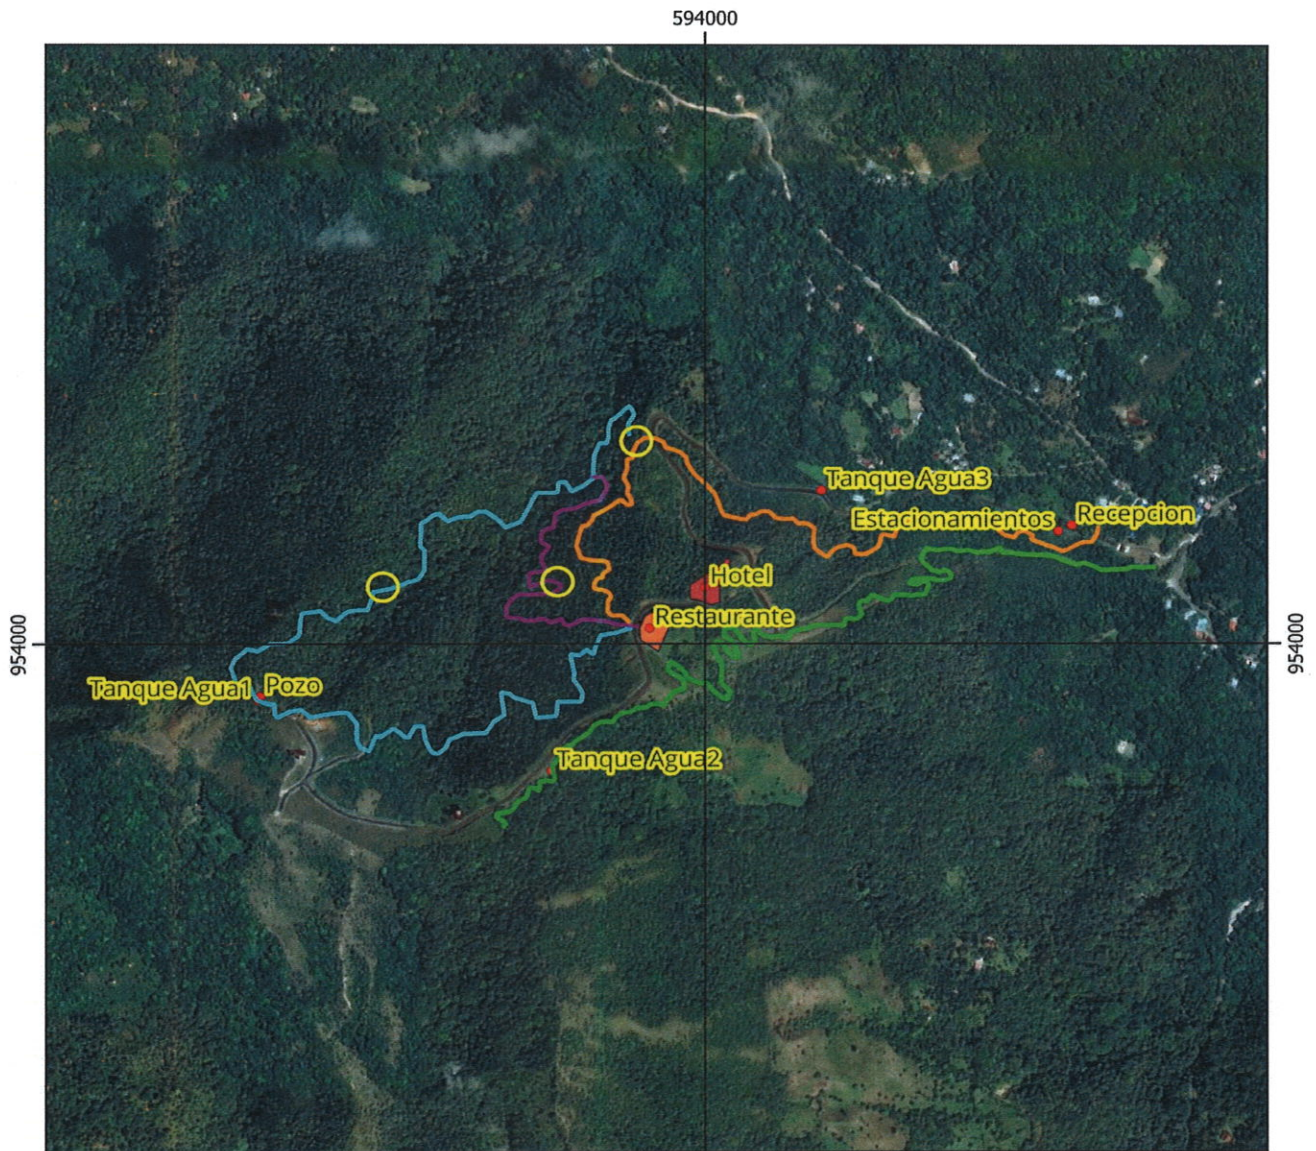 594000
Tanque Agua3
Estacionamientos
Recepcion
Hotel
Restaurante
954000
954000
Tanque Agua1
Pozo
Tanque Agua2